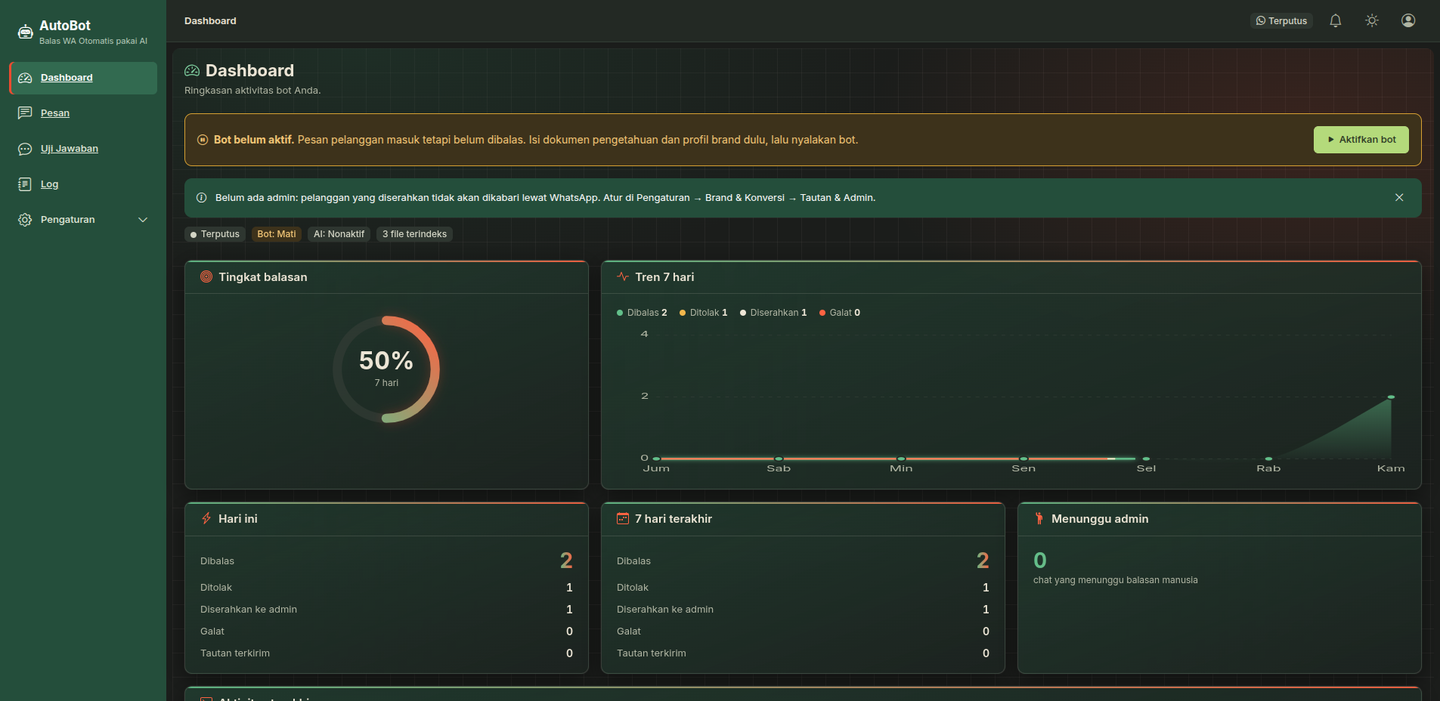 AutoBot
Balas WA Otomatis pakai AI
Dashboard
Pesan
Uji Jawaban
Log
Pengaturan
Dashboard
Terputus
Dashboard
Ringkasan aktivitas bot Anda.
Bot belum aktif. Pesan pelanggan masuk tetapi belum dibalas. Isi dokumen pengetahuan dan profil brand dulu, lalu nyalakan bot.
Aktifkan bot
Belum ada admin: pelanggan yang diserahkan tidak akan dikabari lewat WhatsApp. Atur di Pengaturan → Brand & Konversi → Tautan & Admin.
Terputus
Bot: Mati
AI: Nonaktif
3 file terindeks
Tingkat balasan
50%
7 hari
Tren 7 hari
Dibalas 2
Ditolak 1
Diserahkan 1
Galat 0
4
2
0
Jum Sab Min Sen Sel Rab Kam
Hari ini
Dibalas 2
Ditolak 1
Diserahkan ke admin 1
Galat 0
Tautan terkirim 0
7 hari terakhir
Dibalas 2
Ditolak 1
Diserahkan ke admin 1
Galat 0
Tautan terkirim 0
Menunggu admin
0
chat yang menunggu balasan manusia